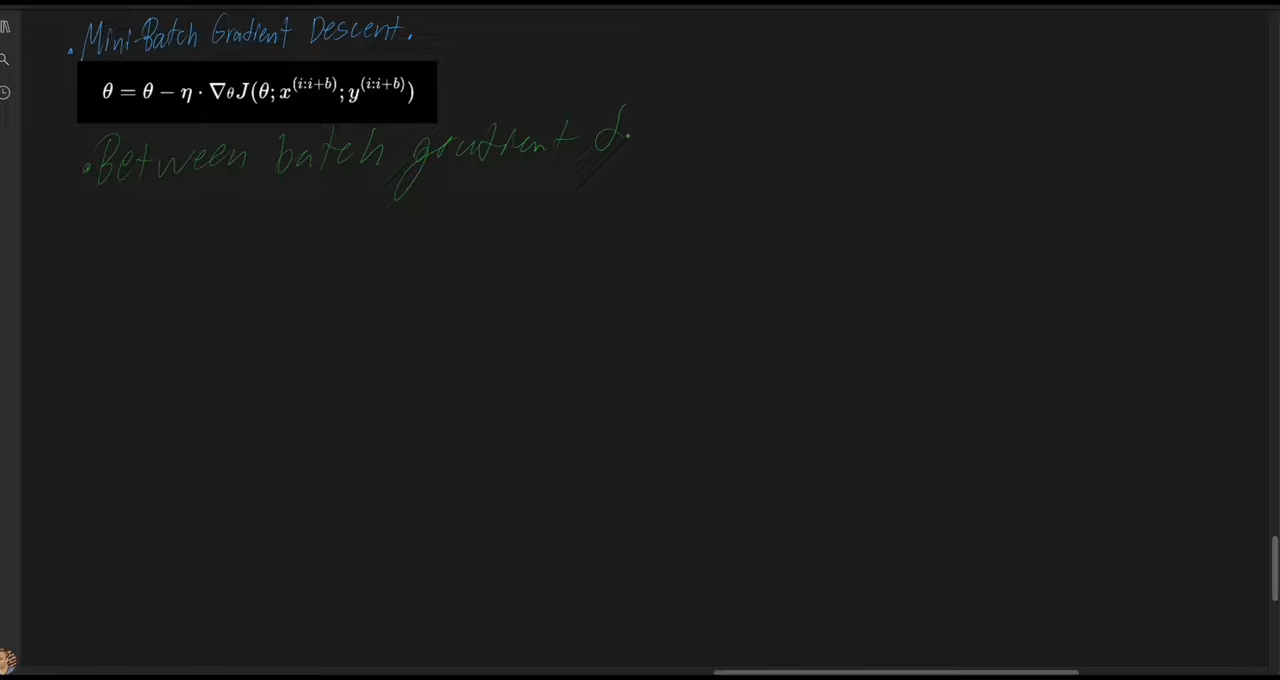 . Mini-Batch Gradient Descent.
θ = θ − η · ∇θJ(θ; x^(i:i+b); y^(i:i+b))
. Between batch gradient d